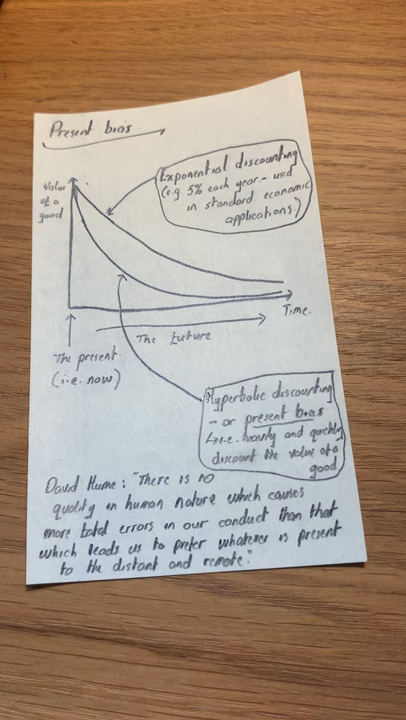 Present bias.
Value
of a
good
Exponential discounting
(e.g. 5% each year - used
in standard economic
applications)
Time.
The future
The present
(i.e. now)
Hyperbolic discounting
- or present bias
i.e. heavily and quickly
discount the value of a
good
David Hume: "There is no
quality in human nature which causes
more fatal errors in our conduct than that
which leads us to prefer whatever is present
to the distant and remote."